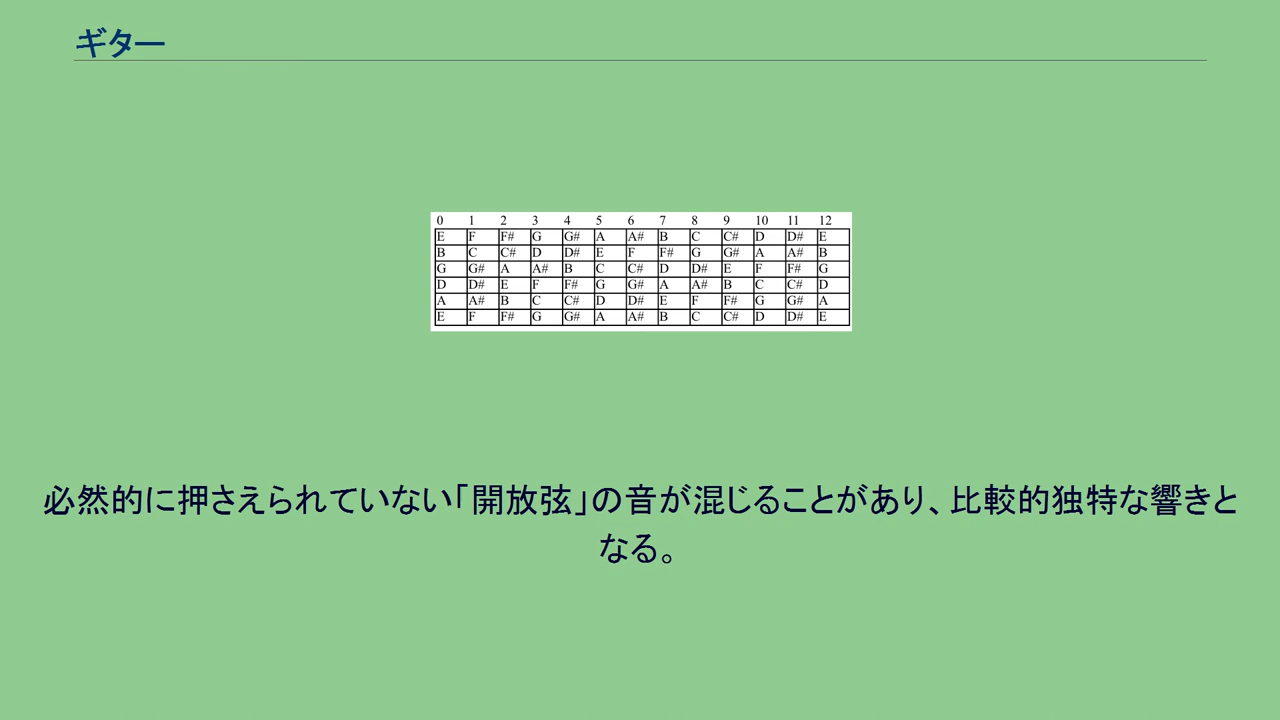 ギター
0 1 2 3 4 5 6 7 8 9 10 11 12
E F F# G G# A A# B C C# D D# E
B C C# D D# E F F# G G# A A# B
G G# A A# B C C# D D# E F F# G
D D# E F F# G G# A A# B C C# D
A A# B C C# D D# E F F# G G# A
E F F# G G# A A# B C C# D D# E
必然的に押さえられていない「開放弦」の音が混じることがあり、比較的独特な響きと
なる。